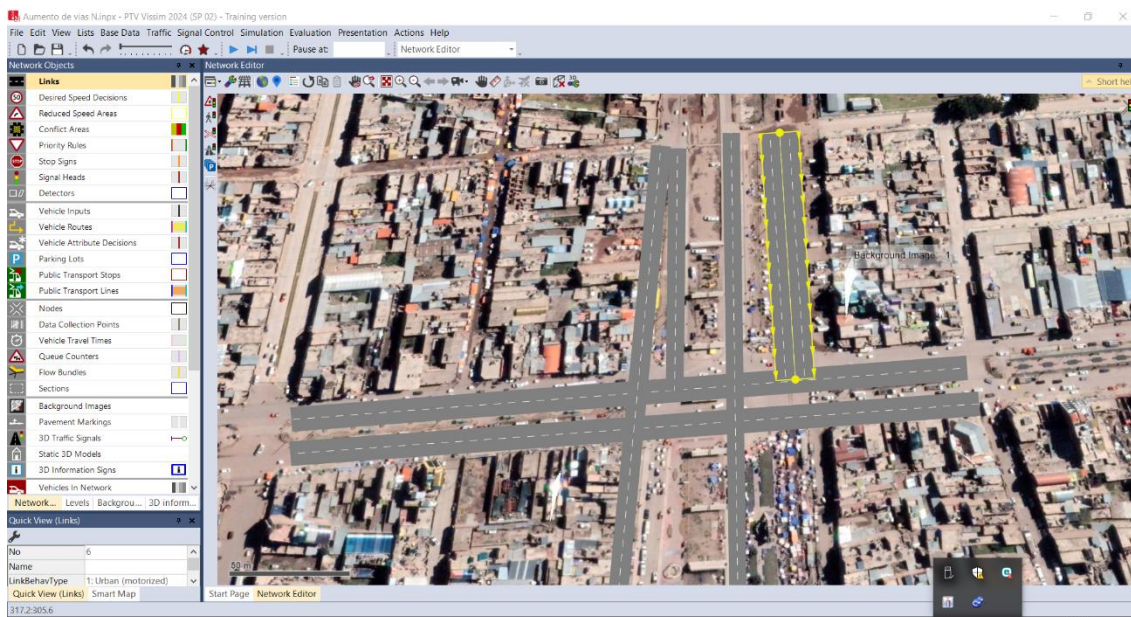 Aumento de vias N.inpx - PTV Vissim 2024 (SP 02) - Training version
File Edit View Lists Base Data Traffic Signal Control Simulation Evaluation Presentation Actions Help
Pause at: Network Editor
Network Objects
Links
Desired Speed Decisions
Reduced Speed Areas
Conflict Areas
Priority Rules
Stop Signs
Signal Heads
Detectors
Vehicle Inputs
Vehicle Routes
Vehicle Attribute Decisions
Parking Lots
Public Transport Stops
Public Transport Lines
Nodes
Data Collection Points
Vehicle Travel Times
Queue Counters
Flow Bundles
Sections
Background Images
Pavement Markings
3D Traffic Signals
Static 3D Models
3D Information Signs
Vehicles In Network
Network... Levels Backgrou... 3D inform...
Quick View (Links)
No 6
Name
LinkBehavType 1: Urban (motorized)
Quick View (Links) Smart Map
317.2:305.6
Network Editor
Short hel
Background Image 1
50 m
Start Page Network Editor